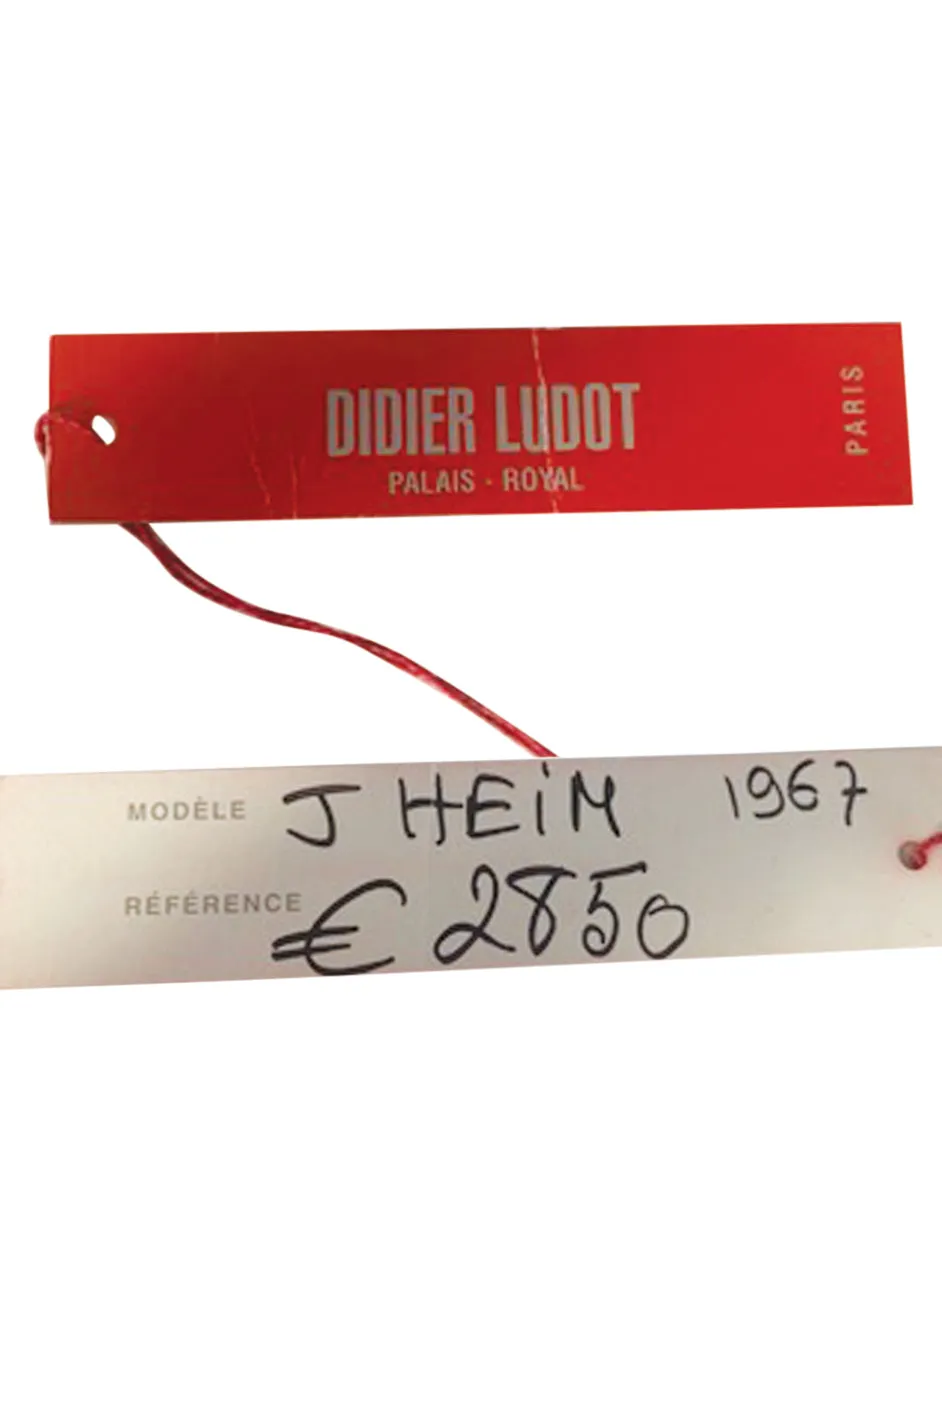 DIDIER LUDOT
PALAIS · ROYAL
PARIS
MODÈLE J HEiM 1967
RÉFÉRENCE € 2850